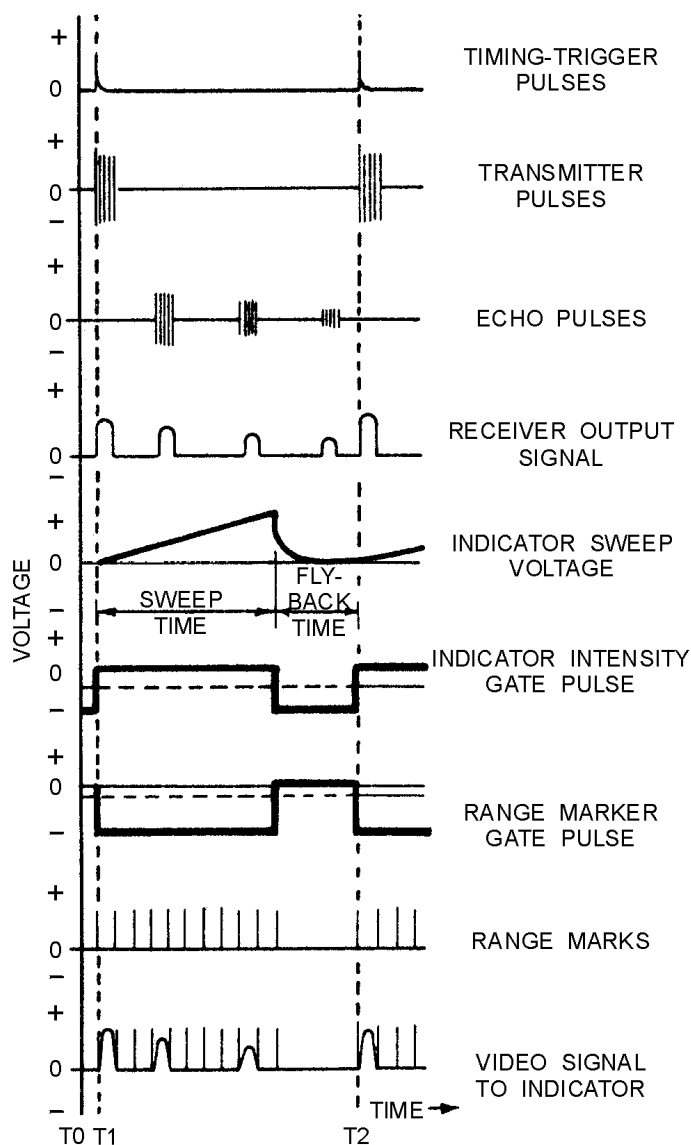 +
0
TIMING-TRIGGER
PULSES
+
0
−
TRANSMITTER
PULSES
+
0
−
ECHO PULSES
+
0
−
RECEIVER OUTPUT
SIGNAL
+
0
−
INDICATOR SWEEP
VOLTAGE
SWEEP
TIME
FLY-
BACK
TIME
VOLTAGE
+
0
−
INDICATOR INTENSITY
GATE PULSE
+
0
−
RANGE MARKER
GATE PULSE
+
0
−
RANGE MARKS
+
0
−
VIDEO SIGNAL
TO INDICATOR
TIME
T0 T1 T2